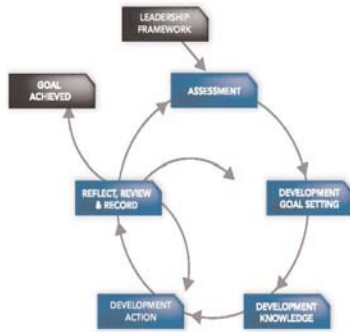 LEADERSHIP
FRAMEWORK
GOAL
ACHIEVED
ASSESSMENT
REFLECT, REVIEW
& RECORD
DEVELOPMENT
GOAL SETTING
DEVELOPMENT
ACTION
DEVELOPMENT
KNOWLEDGE